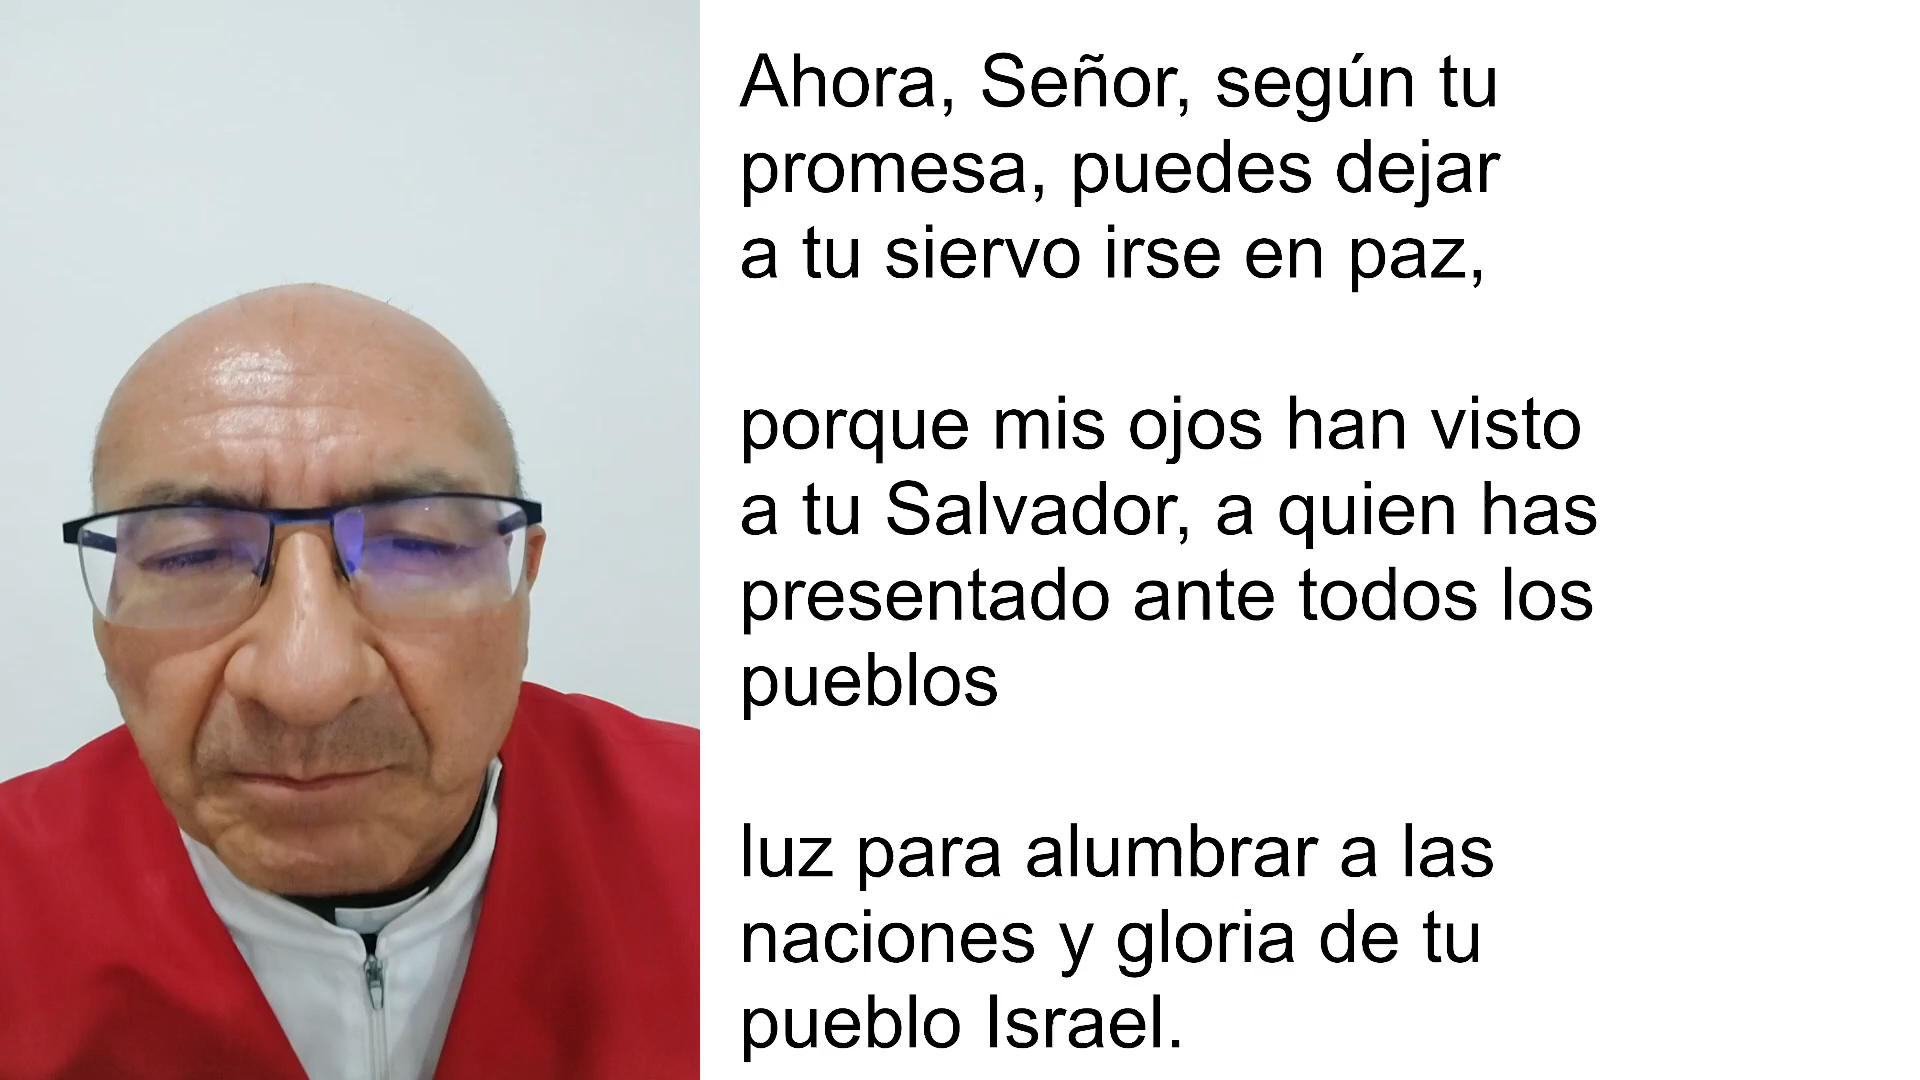 Ahora, Señor, según tu
promesa, puedes dejar
a tu siervo irse en paz,
porque mis ojos han visto
a tu Salvador, a quien has
presentado ante todos los
pueblos
luz para alumbrar a las
naciones y gloria de tu
pueblo Israel.